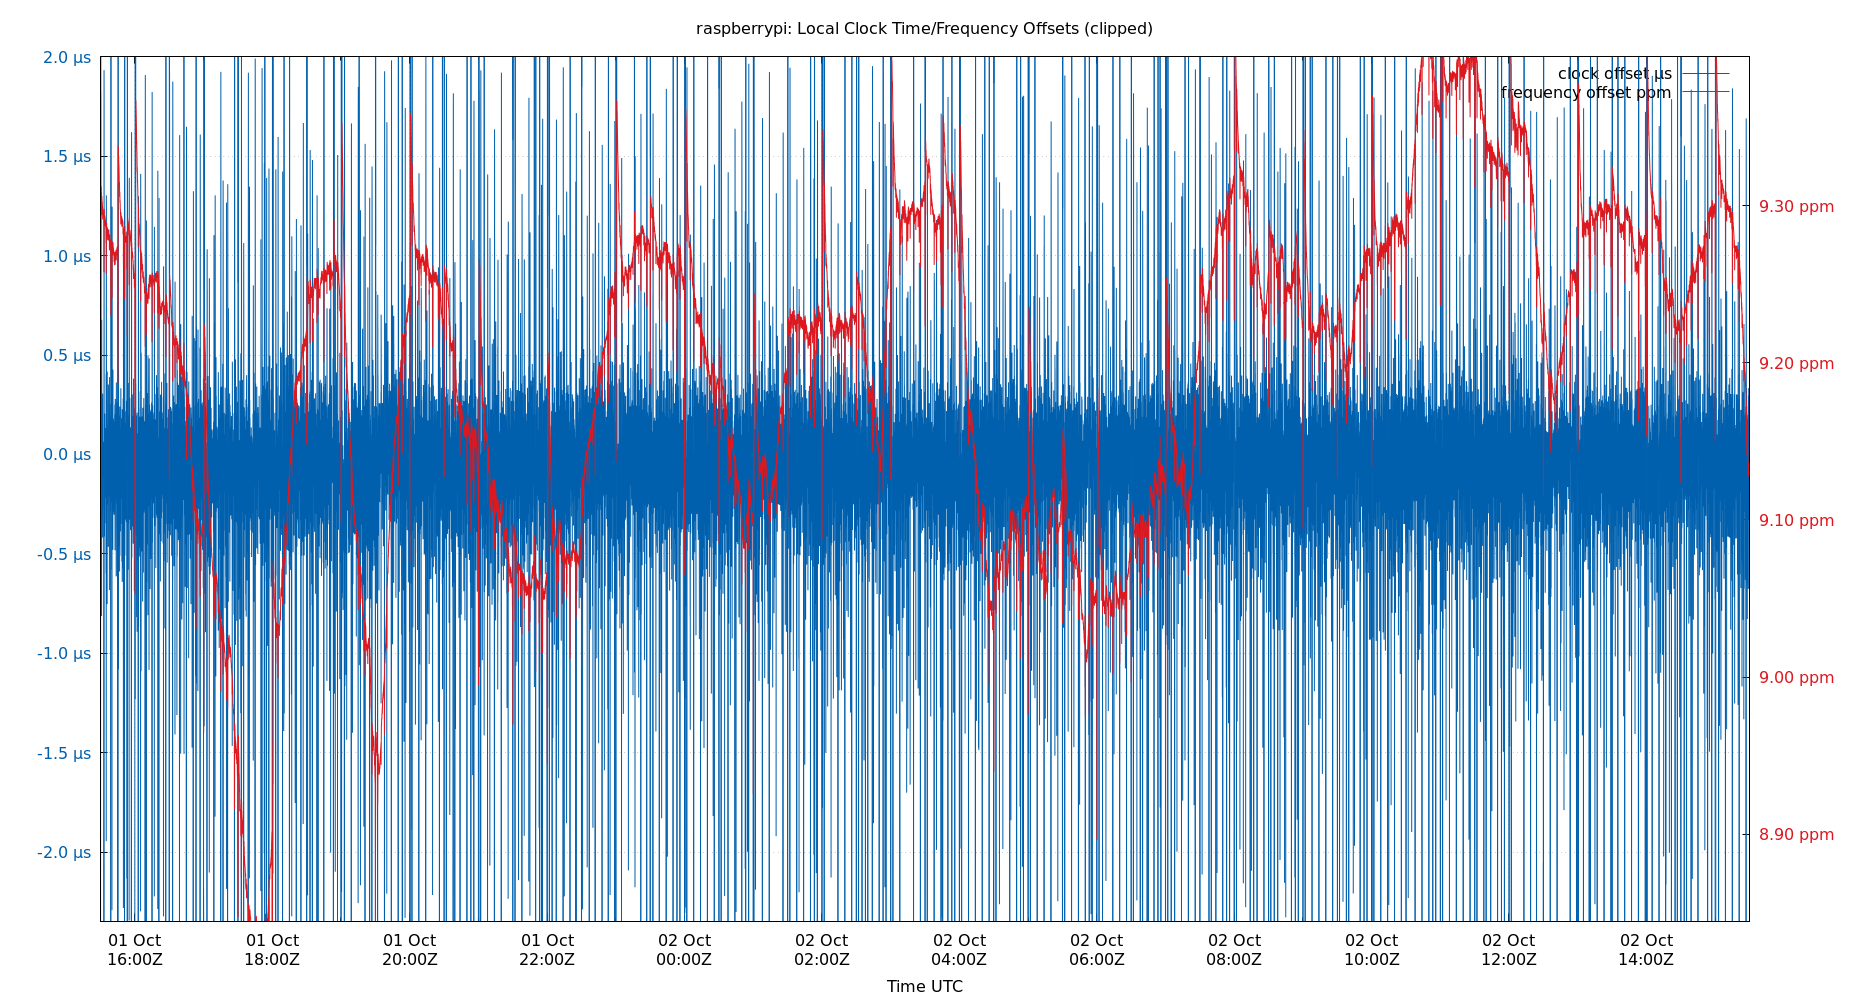 raspberrypi: Local Clock Time/Frequency Offsets (clipped)
clock offset µs
frequency offset ppm
2.0 µs
1.5 µs
1.0 µs
0.5 µs
0.0 µs
-0.5 µs
-1.0 µs
-1.5 µs
-2.0 µs
9.30 ppm
9.20 ppm
9.10 ppm
9.00 ppm
8.90 ppm
01 Oct 01 Oct 01 Oct 01 Oct 02 Oct 02 Oct 02 Oct 02 Oct 02 Oct 02 Oct 02 Oct 02 Oct
16:00Z 18:00Z 20:00Z 22:00Z 00:00Z 02:00Z 04:00Z 06:00Z 08:00Z 10:00Z 12:00Z 14:00Z
Time UTC